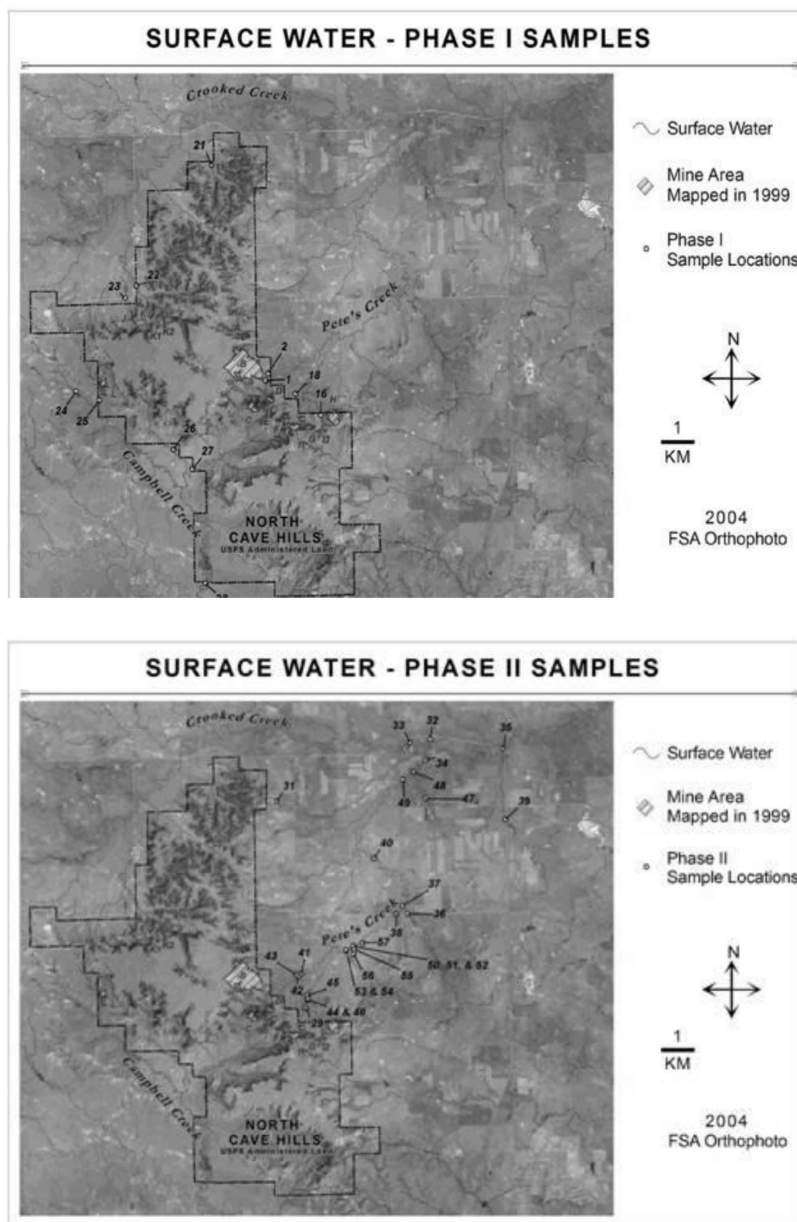 SURFACE WATER - PHASE I SAMPLES
Crooked Creek
21
22
23
K1 K2
Pete's Creek
2
B
1
18
24
25
16
H
26
27
Campbell Creek
NORTH
CAVE HILLS
USFS Administered Land
Surface Water
Mine Area
Mapped in 1999
Phase I
Sample Locations
N
1
KM
2004
FSA Orthophoto
SURFACE WATER - PHASE II SAMPLES
Crooked Creek
33
32
35
34
31
48
49
47
39
40
37
Pete's Creek
36
38
57
43
41
50, 51, & 52
55
56
B
42
45
53 & 54
44 & 46
29
Campbell Creek
NORTH
CAVE HILLS
USFS Administered Land
Surface Water
Mine Area
Mapped in 1999
Phase II
Sample Locations
N
1
KM
2004
FSA Orthophoto